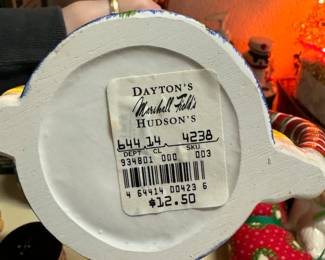 DAYTON'S
Marshall Field's
HUDSON'S
644 14 4238
DEPT CL SKU
934801 000 003
4 64414 00423 6
$12.50